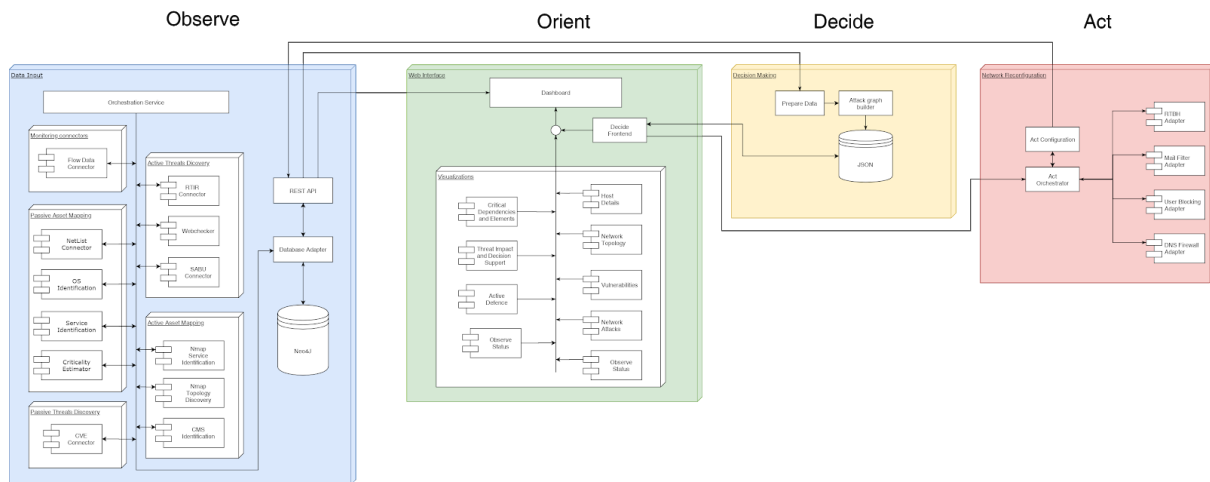 Observe
Orient
Decide
Act
Data Input
Orchestration Service
Monitoring connectors
Flow Data
Connector
Active Threats Dicovery
RTIR
Connector
Webchecker
SABU
Connector
Passive Asset Mapping
NetList
Connector
OS
Identification
Service
Identification
Criticality
Estimator
Active Asset Mapping
Nmap
Service
Identification
Nmap
Topology
Discovery
CMS
Identification
Passive Threats Discovery
CVE
Connector
REST API
Database Adapter
Neo4J
Web Interface
Dashboard
Decide
Frontend
Visualizations
Critical
Dependencies
and Elements
Threat Impact
and Decision
Support
Active
Defence
Observe
Status
Host
Details
Network
Topology
Vulnerabilities
Network
Attacks
Observe
Status
Decision Making
Prepare Data
Attack graph
builder
JSON
Network Reconfiguration
Act Configuration
Act
Orchestrator
RTBH
Adapter
Mail Filter
Adapter
User Blocking
Adapter
DNS Firewall
Adapter